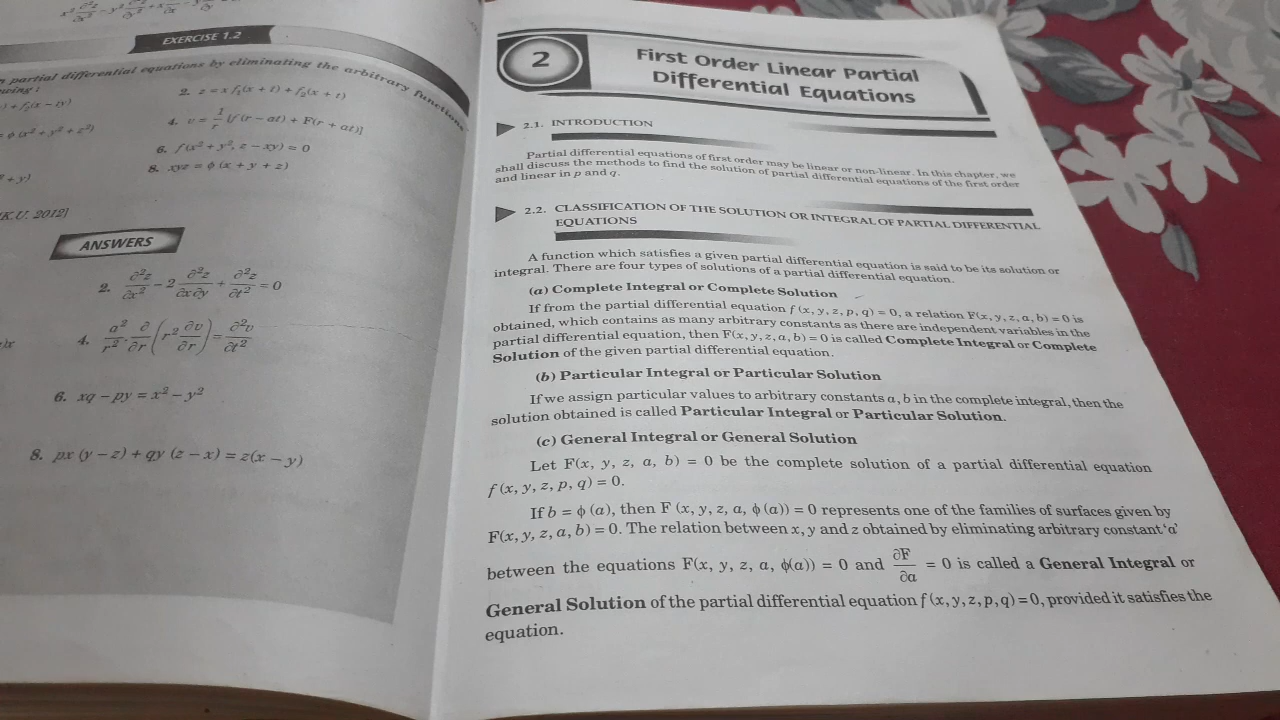 EXERCISE 1.2
partial differential equations by eliminating the arbitrary functions
2. z = x f₁(x + t) + f₂(x + t)
= φ (x² + y² + z²)
4. v = 1/r [f (r − at) + F(r + at)]
6. f(x² + y², z − xy) = 0
8. xyz = φ (x + y + z)
K.U. 2012]
ANSWERS
2. ∂²z/∂x² − 2 ∂²z/∂x∂y + ∂²z/∂t² = 0
4. a²/r² · ∂/∂r (r² ∂v/∂r) = ∂²v/∂t²
6. xq − py = x² − y²
8. px (y − z) + qy (z − x) = z(x − y)
2
First Order Linear Partial
Differential Equations
2.1. INTRODUCTION
Partial differential equations of first order may be linear or non-linear. In this chapter, we
shall discuss the methods to find the solution of partial differential equations of the first order
and linear in p and q.
2.2. CLASSIFICATION OF THE SOLUTION OR INTEGRAL OF PARTIAL DIFFERENTIAL
EQUATIONS
A function which satisfies a given partial differential equation is said to be its solution or
integral. There are four types of solutions of a partial differential equation.
(a) Complete Integral or Complete Solution
If from the partial differential equation f (x, y, z, p, q) = 0, a relation F(x, y, z, a, b) = 0 is
obtained, which contains as many arbitrary constants as there are independent variables in the
partial differential equation, then F(x, y, z, a, b) = 0 is called Complete Integral or Complete
Solution of the given partial differential equation.
(b) Particular Integral or Particular Solution
If we assign particular values to arbitrary constants a, b in the complete integral, then the
solution obtained is called Particular Integral or Particular Solution.
(c) General Integral or General Solution
Let F(x, y, z, a, b) = 0 be the complete solution of a partial differential equation
f (x, y, z, p, q) = 0.
If b = φ (a), then F (x, y, z, a, φ (a)) = 0 represents one of the families of surfaces given by
F(x, y, z, a, b) = 0. The relation between x, y and z obtained by eliminating arbitrary constant 'a'
between the equations F(x, y, z, a, φ(a)) = 0 and ∂F/∂a = 0 is called a General Integral or
General Solution of the partial differential equation f (x, y, z, p, q) = 0, provided it satisfies the
equation.